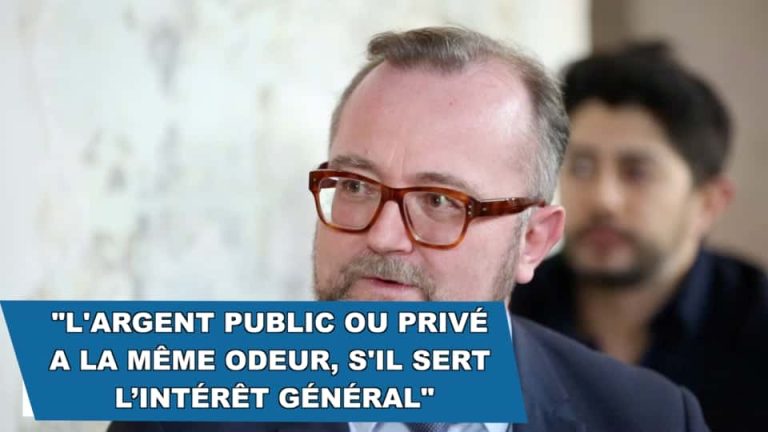 "L'ARGENT PUBLIC OU PRIVÉ
A LA MÊME ODEUR, S'IL SERT
L’INTÉRÊT GÉNÉRAL"